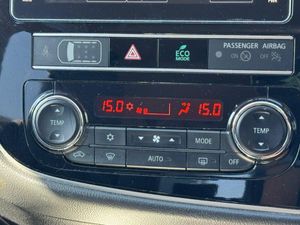 ECO
MODE
PASSENGER AIRBAG
ON OFF
15.0 15.0
TEMP
TEMP
MODE
AUTO
OFF